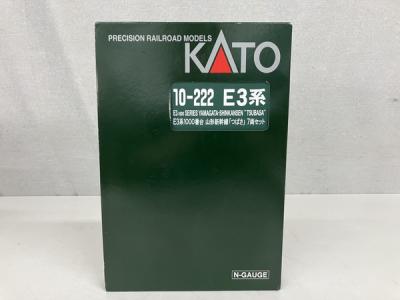 PRECISION RAILROAD MODELS
KATO
10-222 E3系
E3-1000 SERIES YAMAGATA-SHINKANSEN "TSUBASA"
E3系1000番台 山形新幹線「つばさ」 7両セット
N-GAUGE